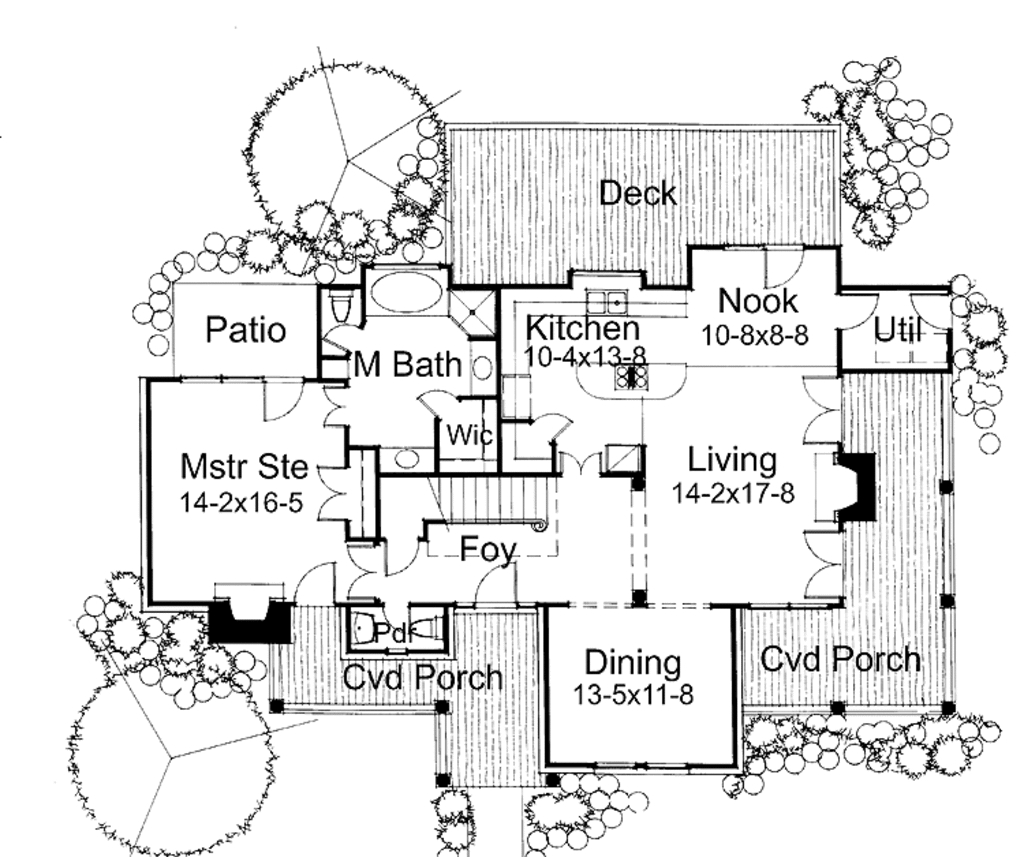 Deck
Patio
M Bath
Kitchen
10-4x13-8
Nook
10-8x8-8
Util
Wic
Mstr Ste
14-2x16-5
Living
14-2x17-8
Foy
Pdr
Cvd Porch
Dining
13-5x11-8
Cvd Porch